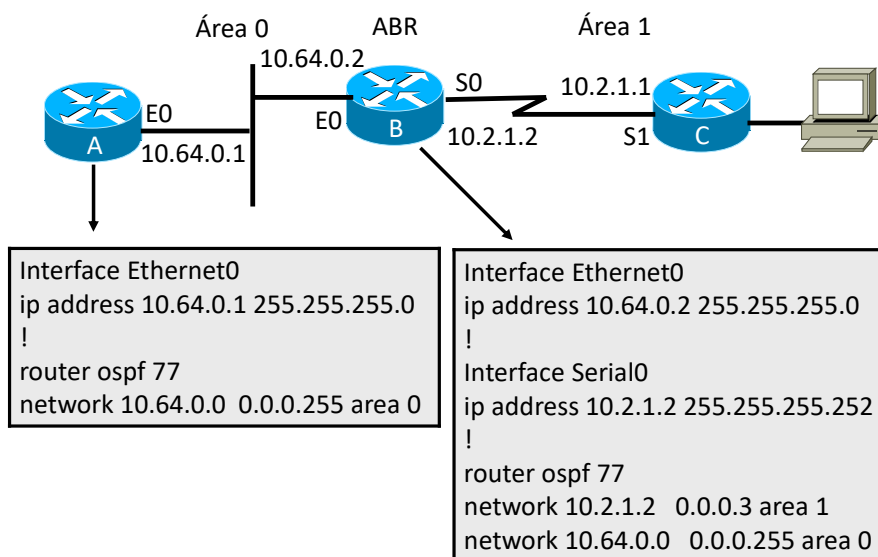 Área 0
ABR
Área 1
10.64.0.2
S0
10.2.1.1
E0
E0
B
10.2.1.2
S1
C
A
10.64.0.1
Interface Ethernet0
ip address 10.64.0.1 255.255.255.0
!
router ospf 77
network 10.64.0.0  0.0.0.255 area 0
Interface Ethernet0
ip address 10.64.0.2 255.255.255.0
!
Interface Serial0
ip address 10.2.1.2 255.255.255.252
!
router ospf 77
network 10.2.1.2   0.0.0.3 area 1
network 10.64.0.0   0.0.0.255 area 0